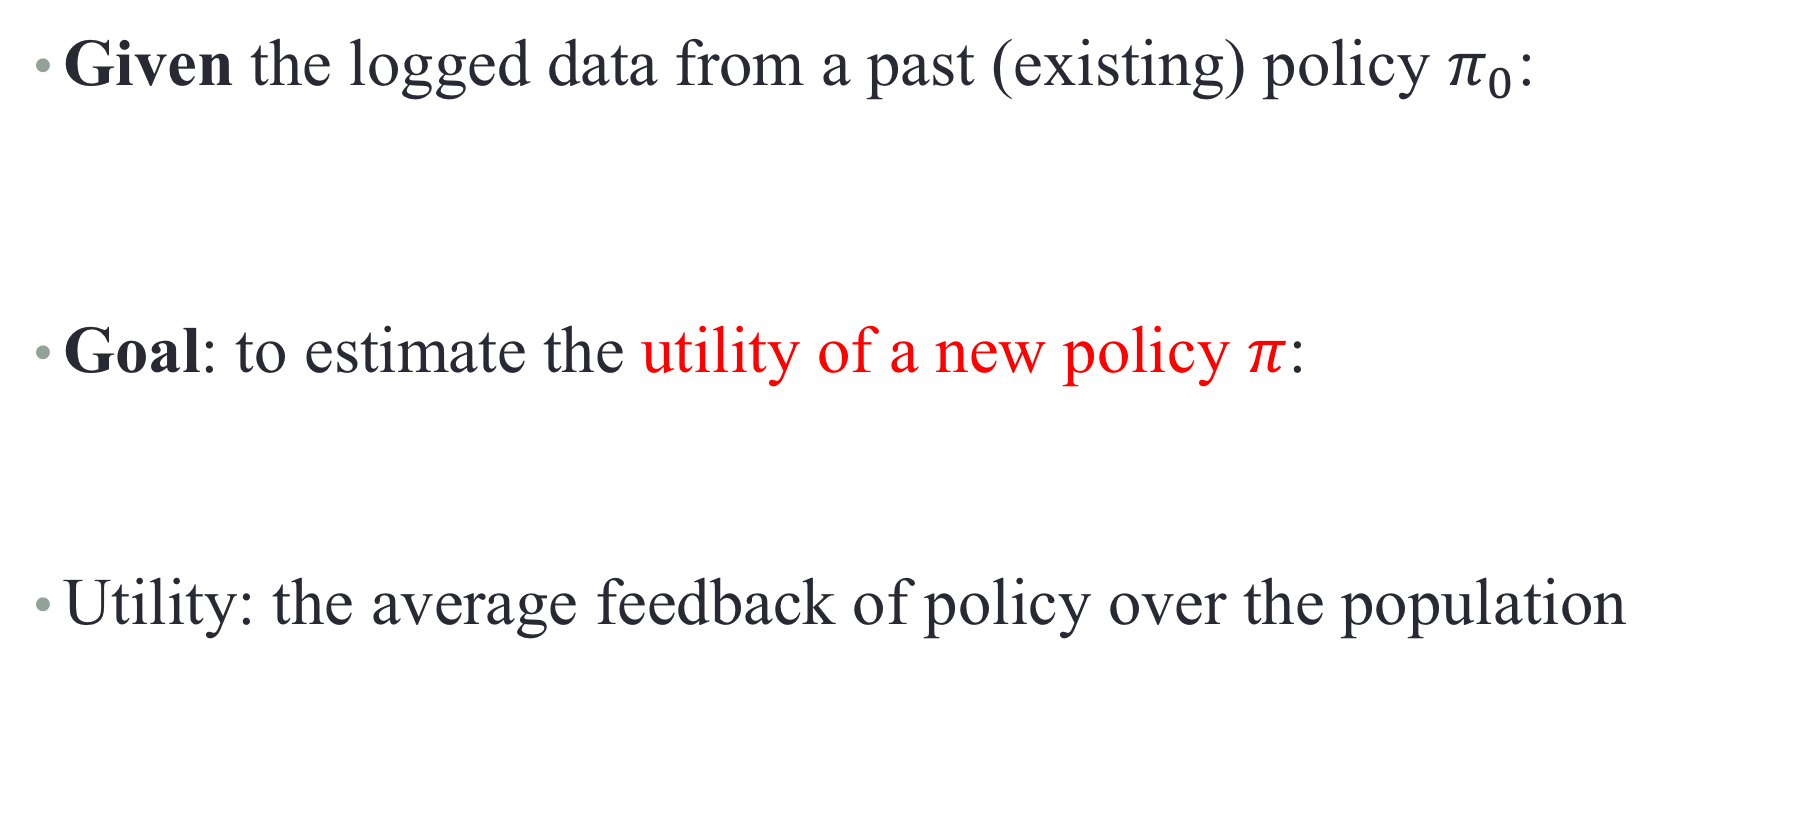 • Given the logged data from a past (existing) policy π₀:
• Goal: to estimate the utility of a new policy π:
• Utility: the average feedback of policy over the population